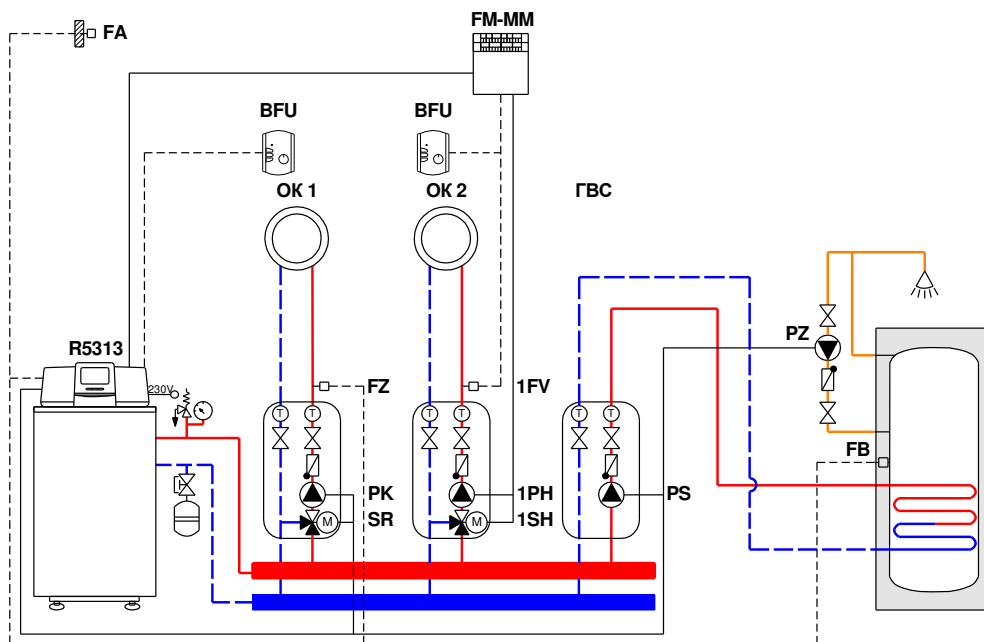 FM-MM
FA
BFU
BFU
ОК 1
ОК 2
ГВС
R5313
PZ
230V
FZ
1FV
T
T
T
T
T
T
FB
PK
1PH
PS
SR
1SH
M
M